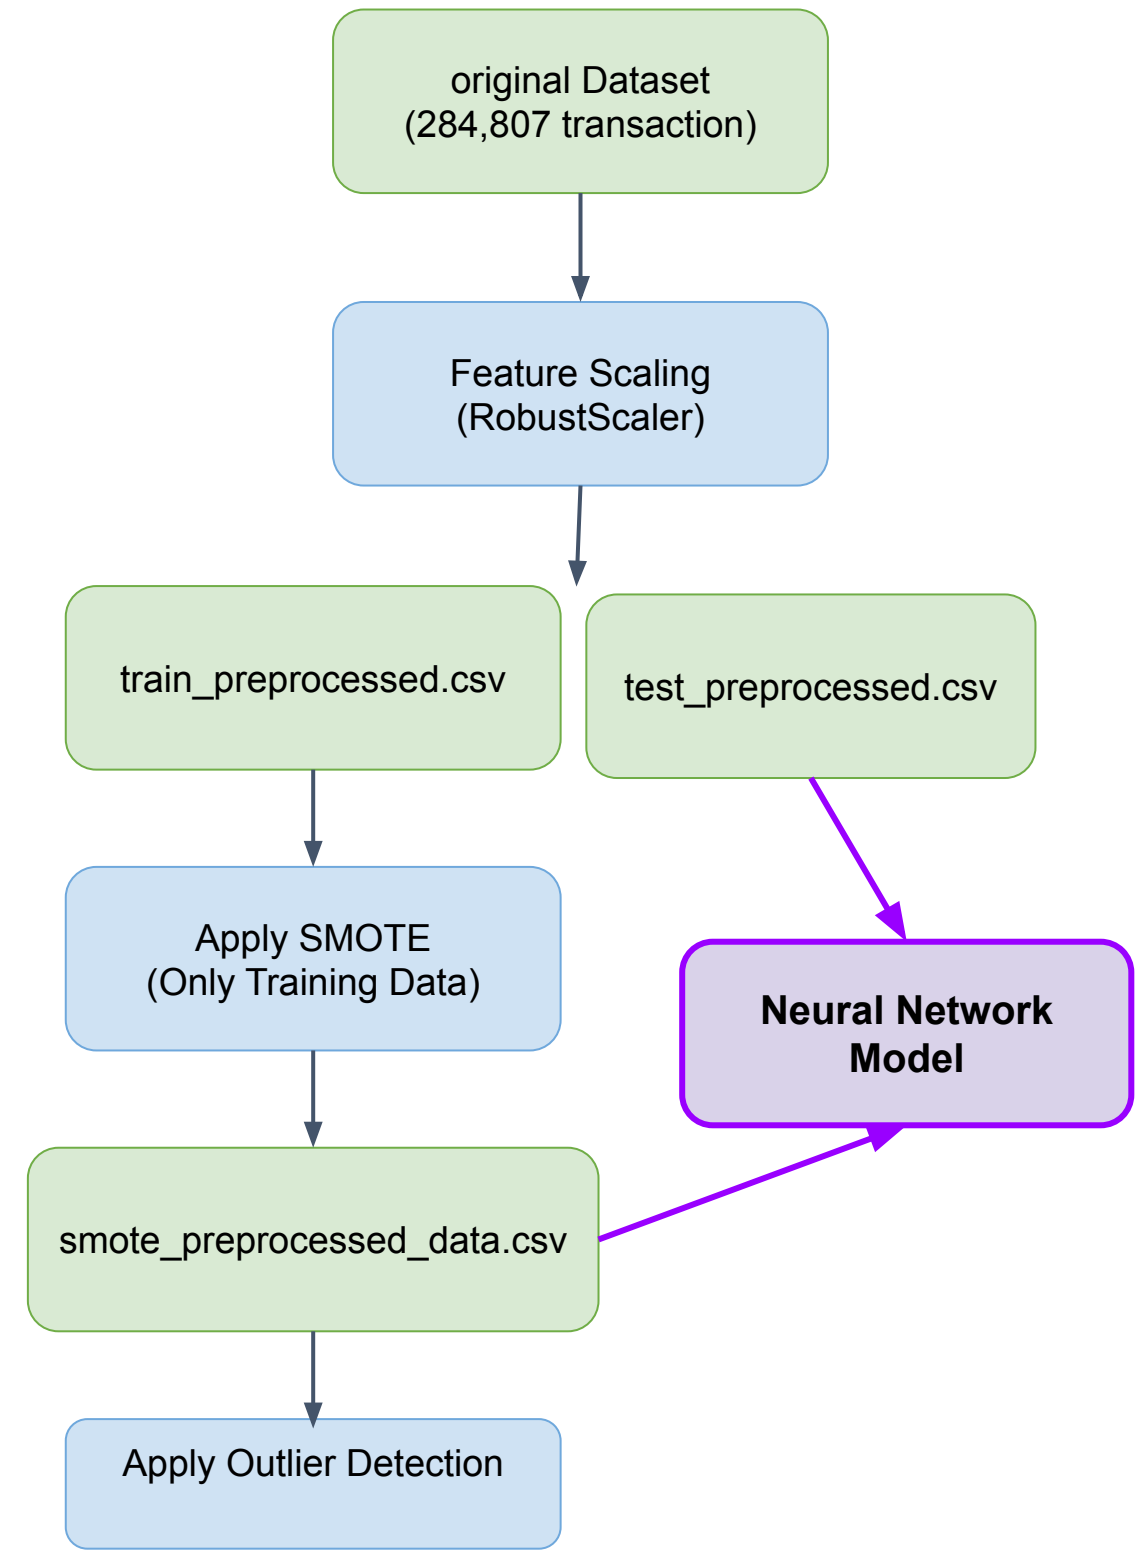 original Dataset
(284,807 transaction)
Feature Scaling
(RobustScaler)
train_preprocessed.csv
test_preprocessed.csv
Apply SMOTE
(Only Training Data)
Neural Network
Model
smote_preprocessed_data.csv
Apply Outlier Detection